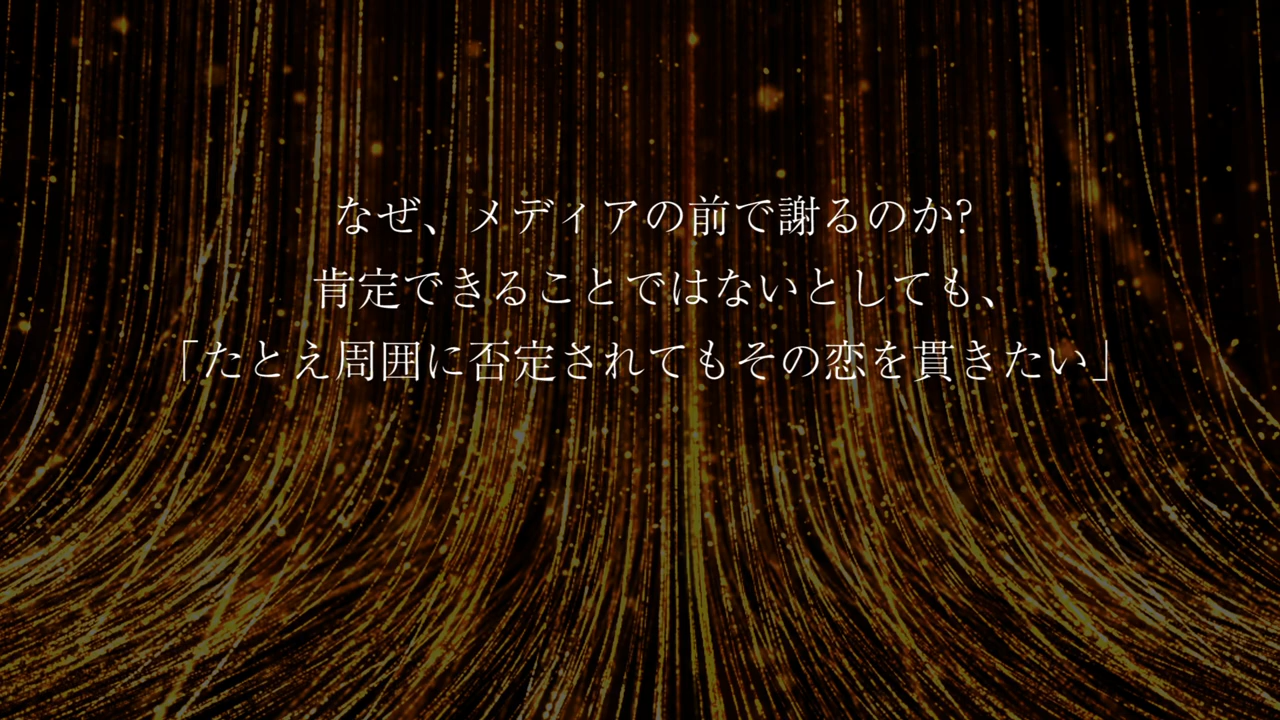 なぜ、メディアの前で謝るのか?
肯定できることではないとしても、
「たとえ周囲に否定されてもその恋を貫きたい」